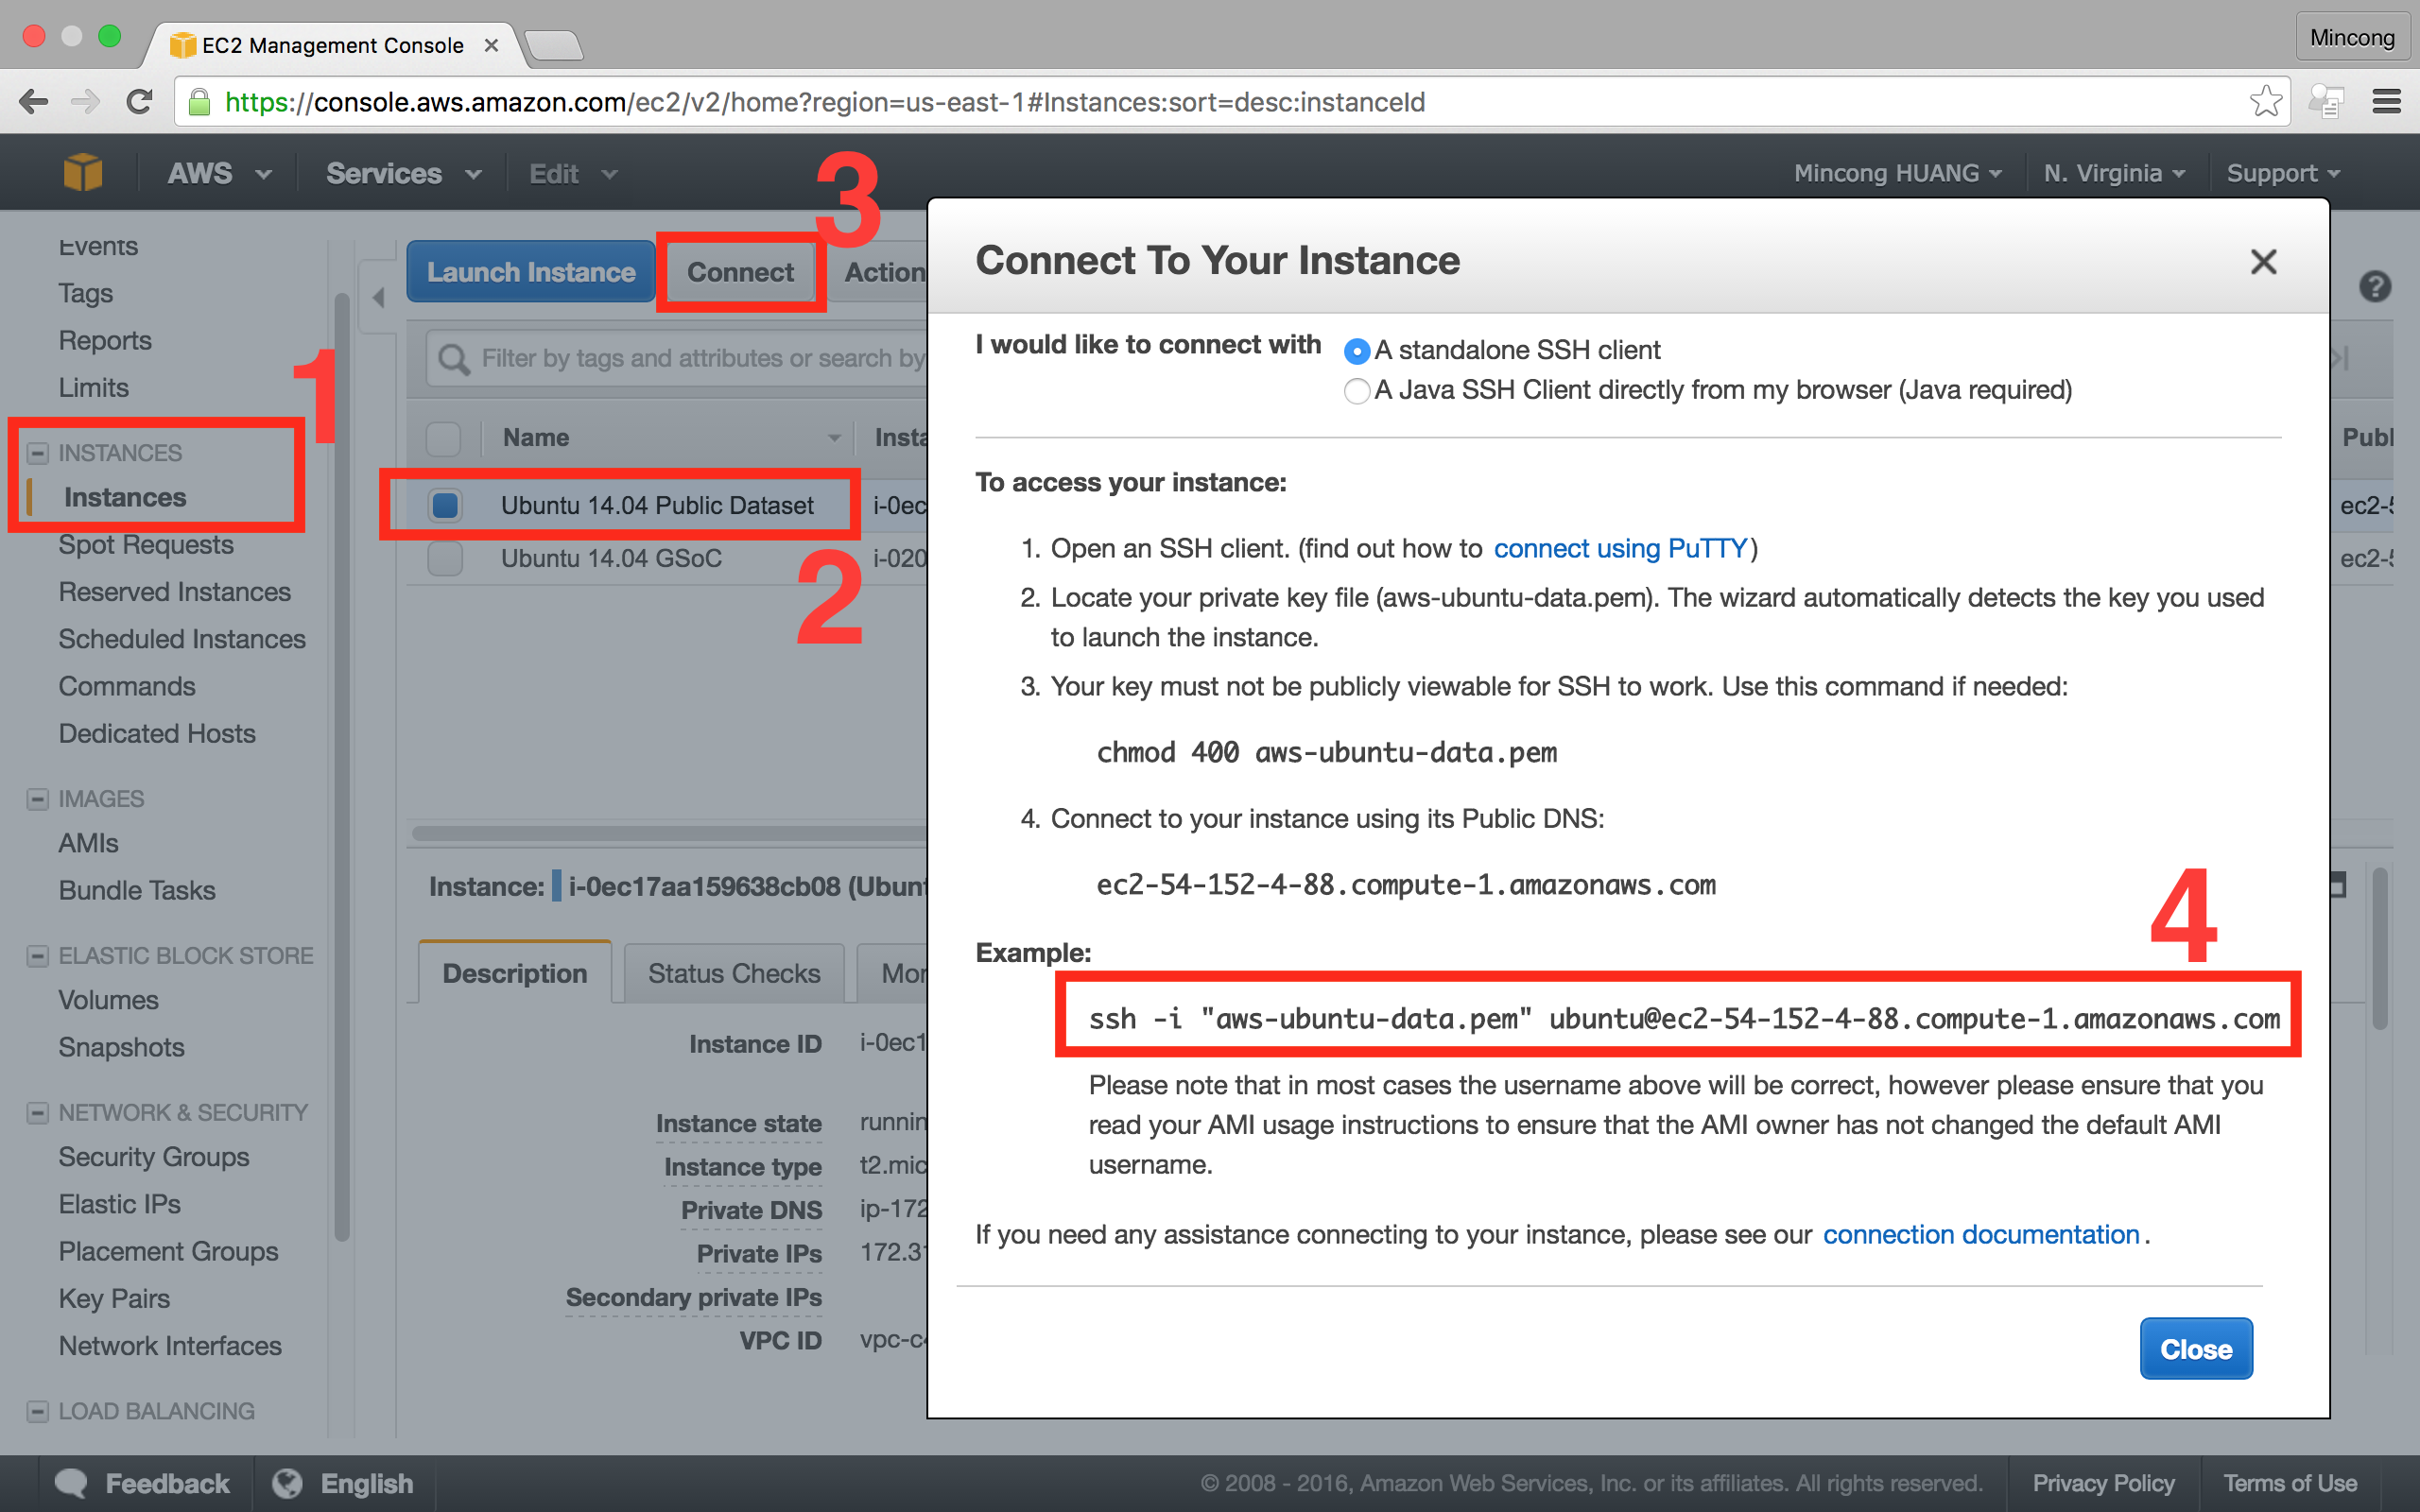 EC2 Management Console
Mincong
https://console.aws.amazon.com/ec2/v2/home?region=us-east-1#Instances:sort=desc:instanceId
AWS
Services
Edit
Mincong HUANG
N. Virginia
Support
Events
Tags
Reports
Limits
1
INSTANCES
Instances
Spot Requests
Reserved Instances
Scheduled Instances
Commands
Dedicated Hosts
IMAGES
AMIs
Bundle Tasks
ELASTIC BLOCK STORE
Volumes
Snapshots
NETWORK & SECURITY
Security Groups
Elastic IPs
Placement Groups
Key Pairs
Network Interfaces
LOAD BALANCING
Launch Instance
Connect
3
Action
Filter by tags and attributes or search by
Name
Insta
Publ
Ubuntu 14.04 Public Dataset
i-0ec
ec2-5
2
Ubuntu 14.04 GSoC
i-020
ec2-5
Instance: i-0ec17aa159638cb08 (Ubunt
Description
Status Checks
Mor
Instance ID i-0ec1
Instance state runnin
Instance type t2.mic
Private DNS ip-172
Private IPs 172.31
Secondary private IPs
VPC ID vpc-c4
Connect To Your Instance
I would like to connect with
A standalone SSH client
A Java SSH Client directly from my browser (Java required)
To access your instance:
1. Open an SSH client. (find out how to connect using PuTTY)
2. Locate your private key file (aws-ubuntu-data.pem). The wizard automatically detects the key you used
to launch the instance.
3. Your key must not be publicly viewable for SSH to work. Use this command if needed:
chmod 400 aws-ubuntu-data.pem
4. Connect to your instance using its Public DNS:
ec2-54-152-4-88.compute-1.amazonaws.com
4
Example:
ssh -i "aws-ubuntu-data.pem" ubuntu@ec2-54-152-4-88.compute-1.amazonaws.com
Please note that in most cases the username above will be correct, however please ensure that you
read your AMI usage instructions to ensure that the AMI owner has not changed the default AMI
username.
If you need any assistance connecting to your instance, please see our connection documentation.
Close
Feedback
English
© 2008 - 2016, Amazon Web Services, Inc. or its affiliates. All rights reserved.
Privacy Policy
Terms of Use